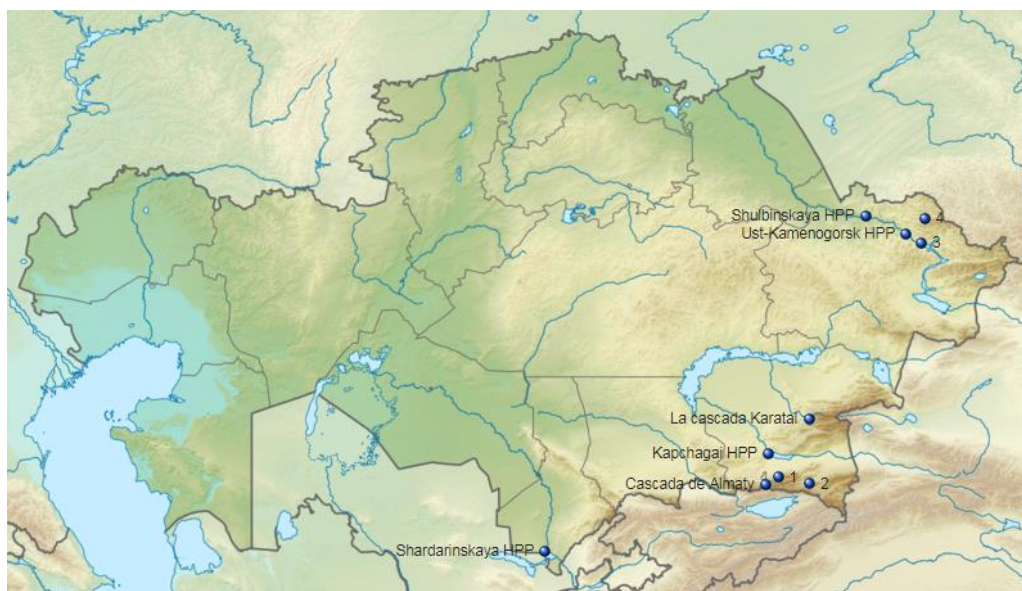 Shulbinskaya HPP
4
Ust-Kamenogorsk HPP
3
La cascada Karatal
Kapchagai HPP
Cascada de Almaty
1
2
Shardarinskaya HPP